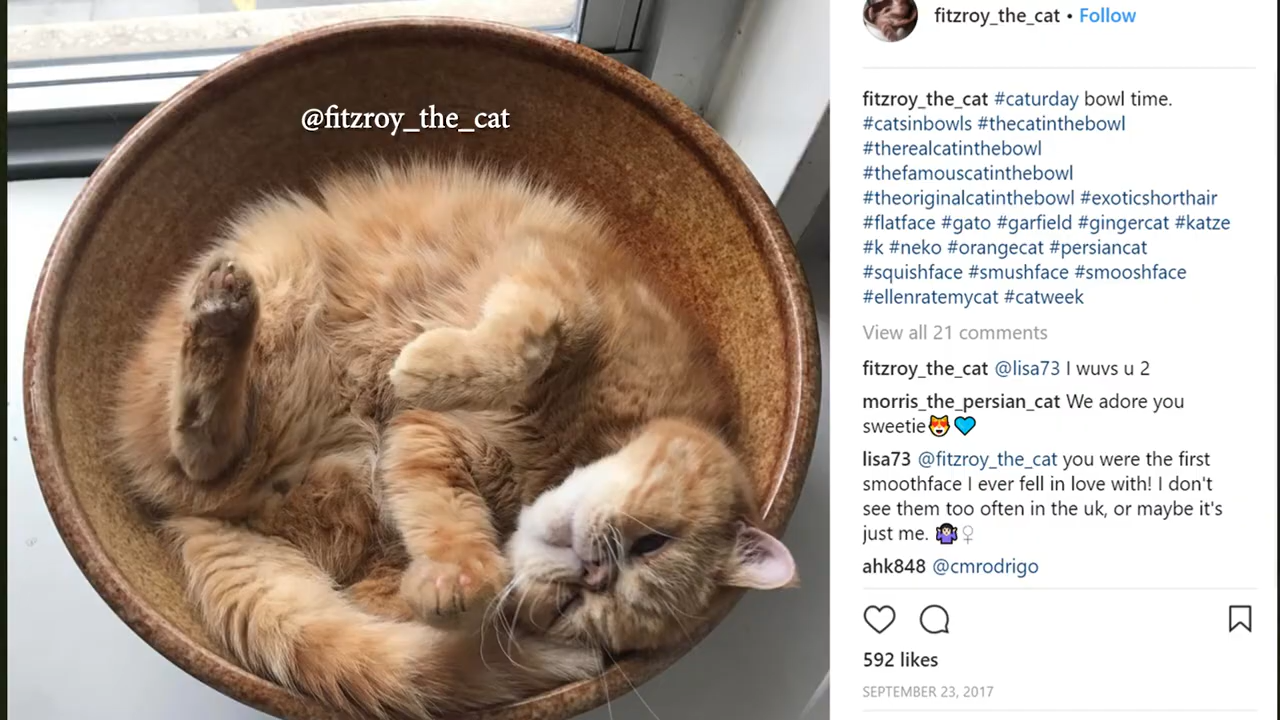 @fitzroy_the_cat
fitzroy_the_cat • Follow
fitzroy_the_cat #caturday bowl time.
#catsinbowls #thecatinthebowl
#therealcatinthebowl
#thefamouscatinthebowl
#theoriginalcatinthebowl #exoticshorthair
#flatface #gato #garfield #gingercat #katze
#k #neko #orangecat #persiancat
#squishface #smushface #smooshface
#ellenratemycat #catweek
View all 21 comments
fitzroy_the_cat @lisa73 I wuvs u 2
morris_the_persian_cat We adore you
sweetie😻💙
lisa73 @fitzroy_the_cat you were the first
smoothface I ever fell in love with! I don't
see them too often in the uk, or maybe it's
just me. 🤷🏻♀
ahk848 @cmrodrigo
592 likes
SEPTEMBER 23, 2017